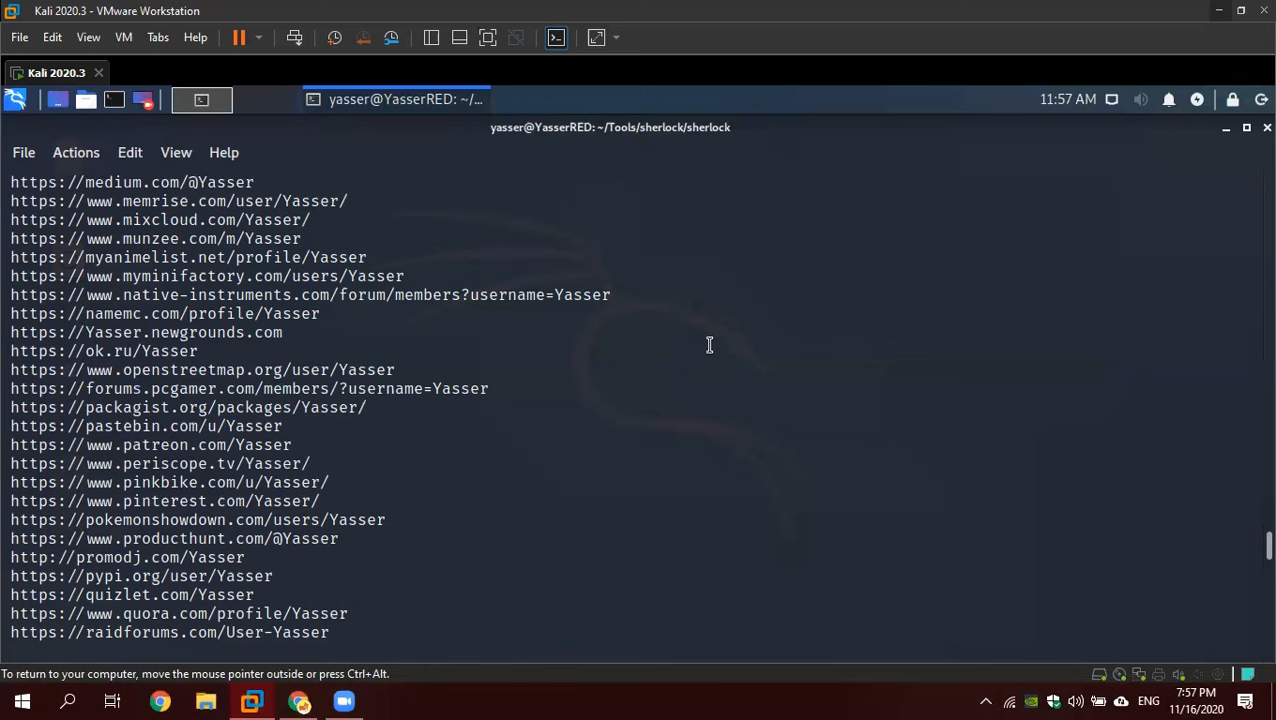 Kali 2020.3 - VMware Workstation
File Edit View VM Tabs Help
Kali 2020.3
yasser@YasserRED: ~/...
11:57 AM
yasser@YasserRED: ~/Tools/sherlock/sherlock
File Actions Edit View Help
https://medium.com/@Yasser
https://www.memrise.com/user/Yasser/
https://www.mixcloud.com/Yasser/
https://www.munzee.com/m/Yasser
https://myanimelist.net/profile/Yasser
https://www.myminifactory.com/users/Yasser
https://www.native-instruments.com/forum/members?username=Yasser
https://namemc.com/profile/Yasser
https://Yasser.newgrounds.com
https://ok.ru/Yasser
https://www.openstreetmap.org/user/Yasser
https://forums.pcgamer.com/members/?username=Yasser
https://packagist.org/packages/Yasser/
https://pastebin.com/u/Yasser
https://www.patreon.com/Yasser
https://www.periscope.tv/Yasser/
https://www.pinkbike.com/u/Yasser/
https://www.pinterest.com/Yasser/
https://pokemonshowdown.com/users/Yasser
https://www.producthunt.com/@Yasser
http://promodj.com/Yasser
https://pypi.org/user/Yasser
https://quizlet.com/Yasser
https://www.quora.com/profile/Yasser
https://raidforums.com/User-Yasser
To return to your computer, move the mouse pointer outside or press Ctrl+Alt.
ENG
7:57 PM
11/16/2020